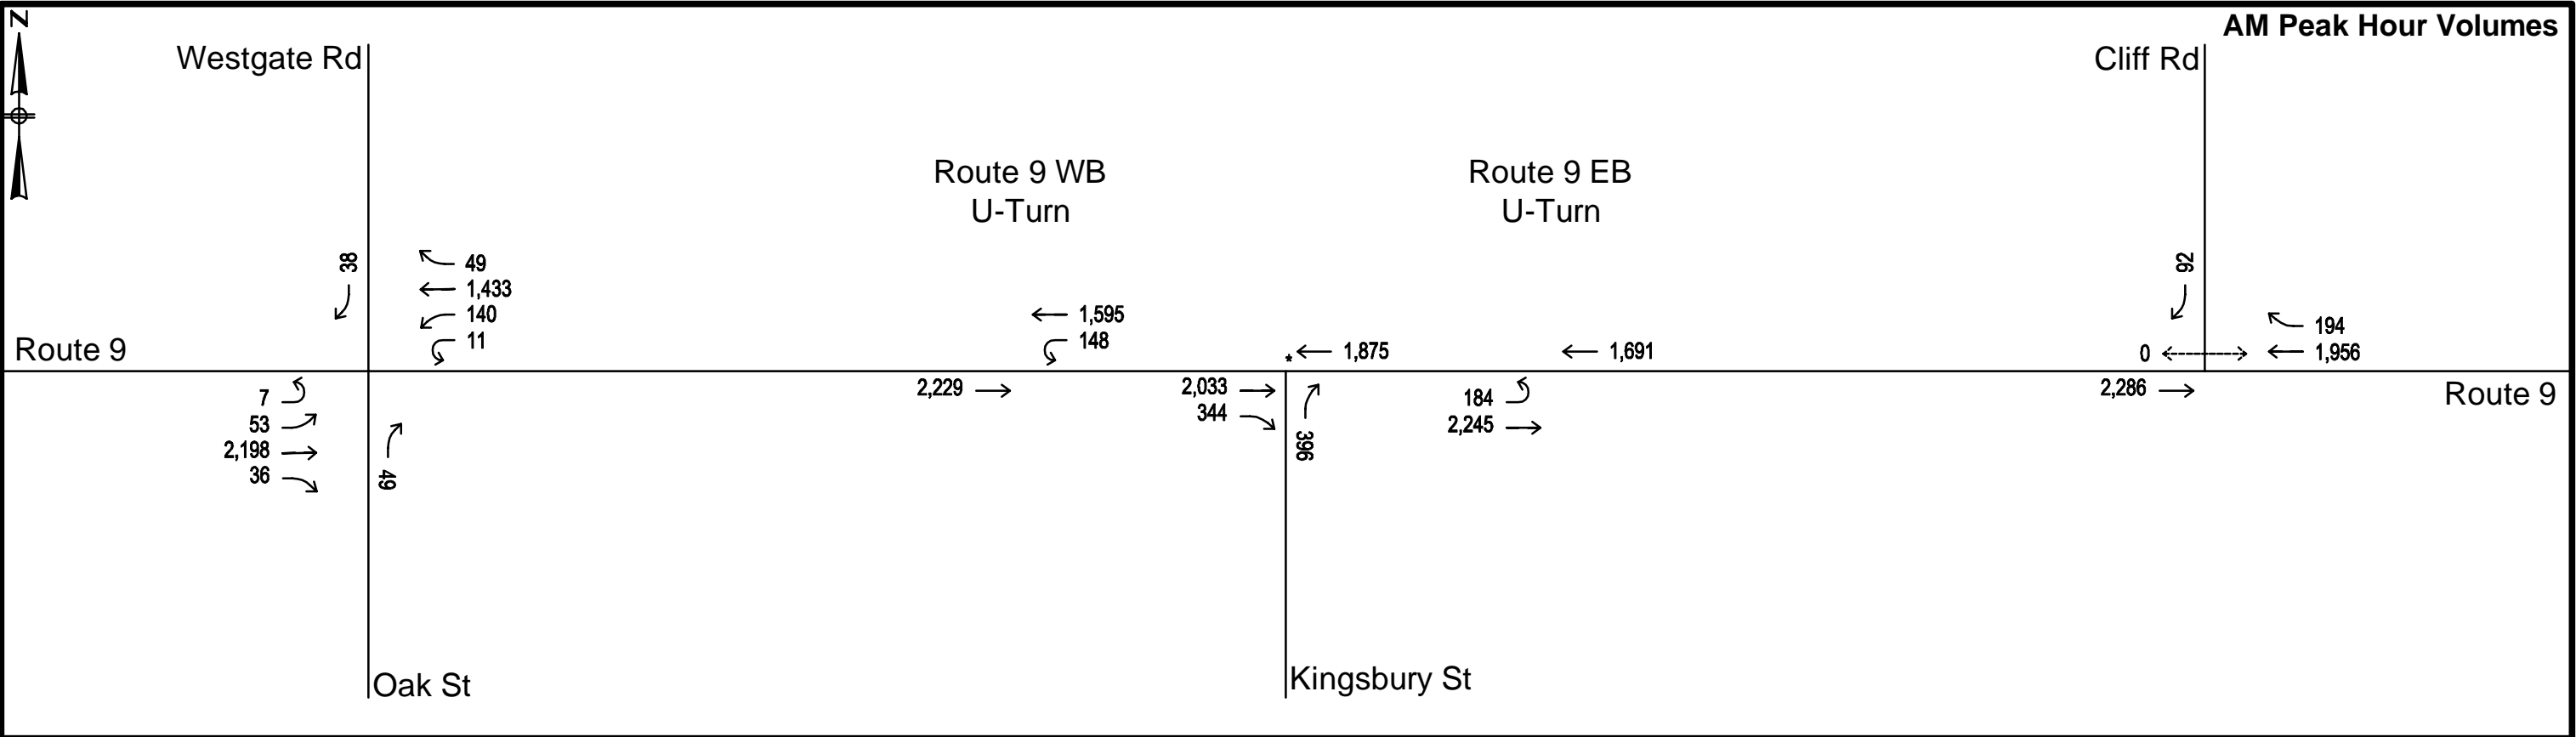 AM Peak Hour Volumes
N
Westgate Rd
Cliff Rd
Route 9 WB
U-Turn
Route 9 EB
U-Turn
38
49
1,433
140
11
1,595
148
* 1,875
1,691
92
0
194
1,956
Route 9
7
53
2,198
36
49
2,229
2,033
344
396
184
2,245
2,286
Route 9
Oak St
Kingsbury St